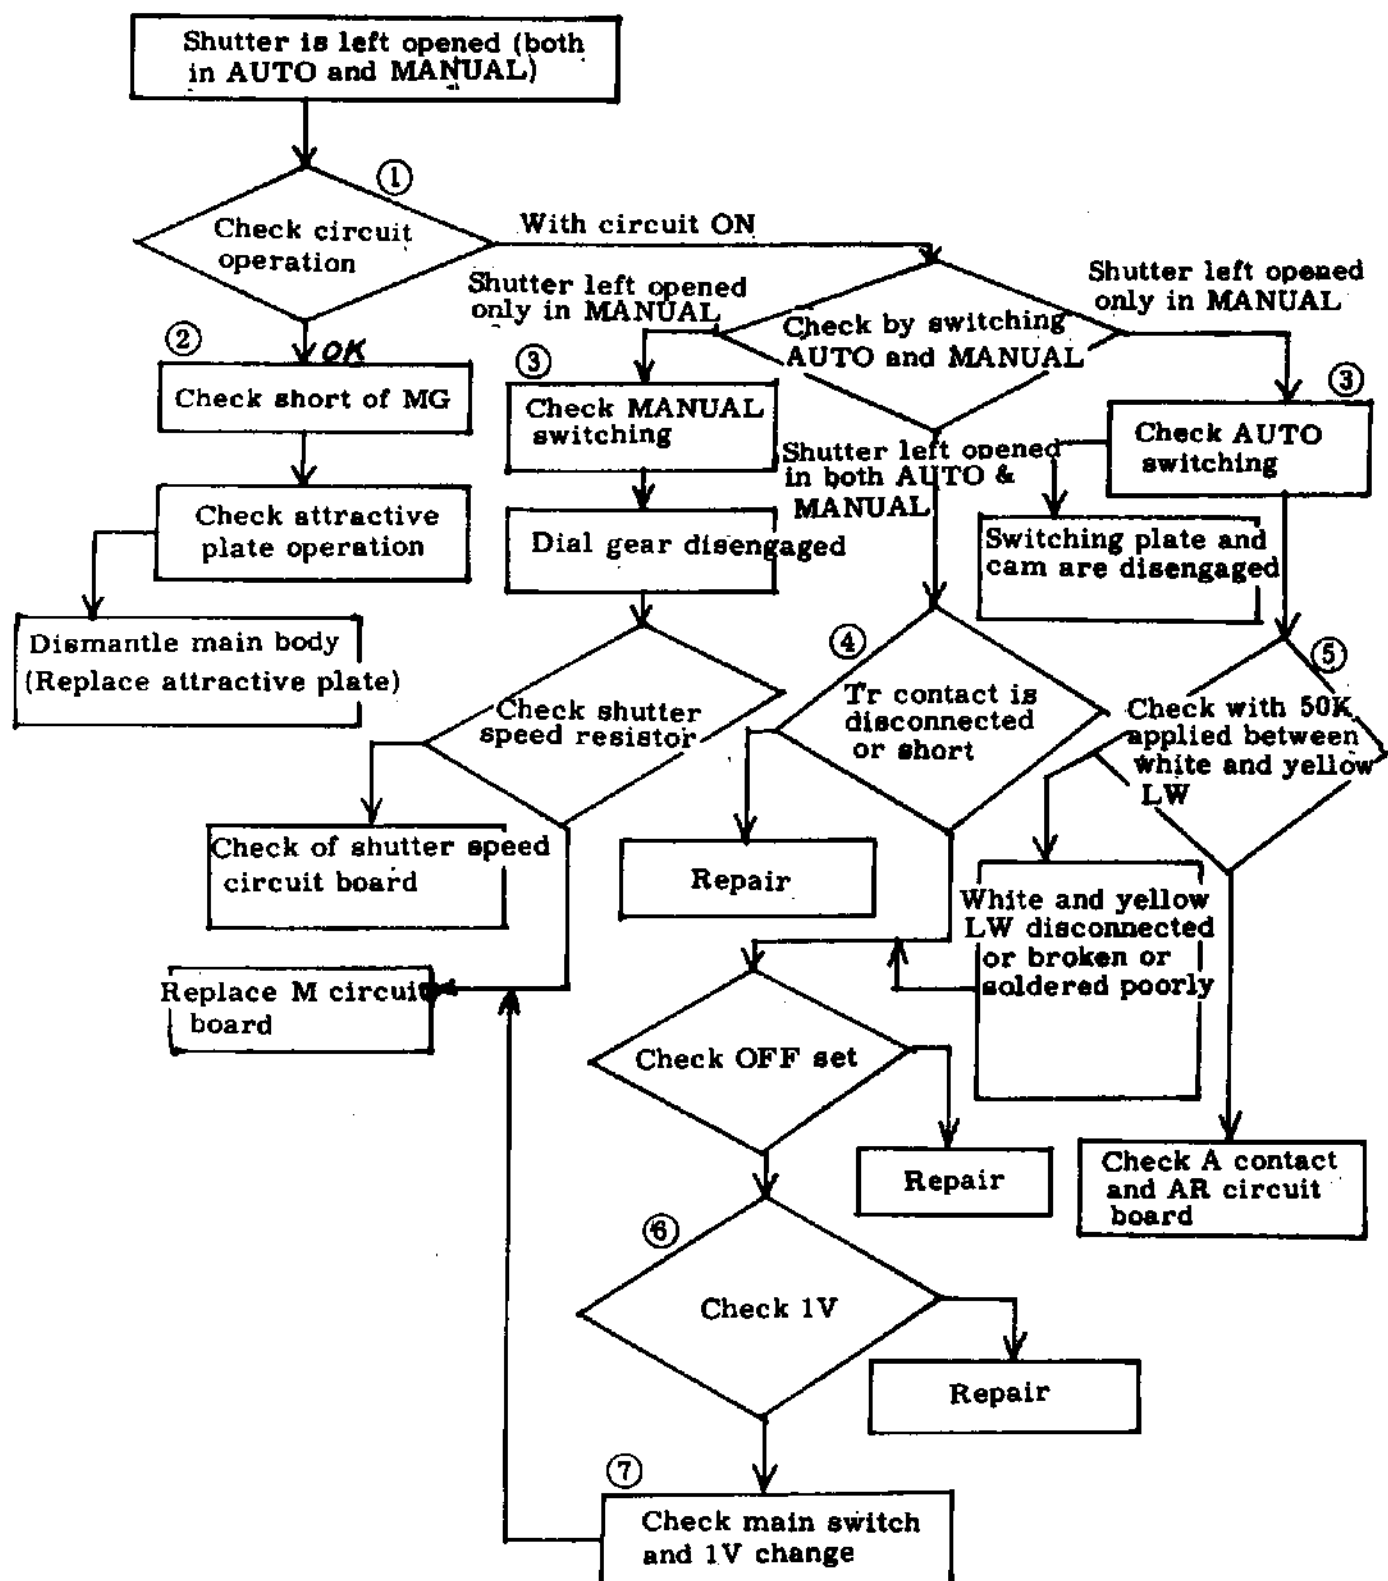 Shutter is left opened (both
in AUTO and MANUAL)
①
Check circuit
operation
With circuit ON
OK
②
Check short of MG
Check attractive
plate operation
Dismantle main body
(Replace attractive plate)
Shutter left opened
only in MANUAL
Check by switching
AUTO and MANUAL
Shutter left opened
only in MANUAL
③
Check MANUAL
switching
Dial gear disengaged
Shutter left opened
in both AUTO &
MANUAL
③
Check AUTO
switching
Switching plate and
cam are disengaged
Check shutter
speed resistor
Check of shutter speed
circuit board
Replace M circuit
board
④
Tr contact is
disconnected
or short
Repair
⑤
Check with 50K
applied between
white and yellow
LW
White and yellow
LW disconnected
or broken or
soldered poorly
Check A contact
and AR circuit
board
Check OFF set
Repair
⑥
Check 1V
Repair
⑦
Check main switch
and 1V change